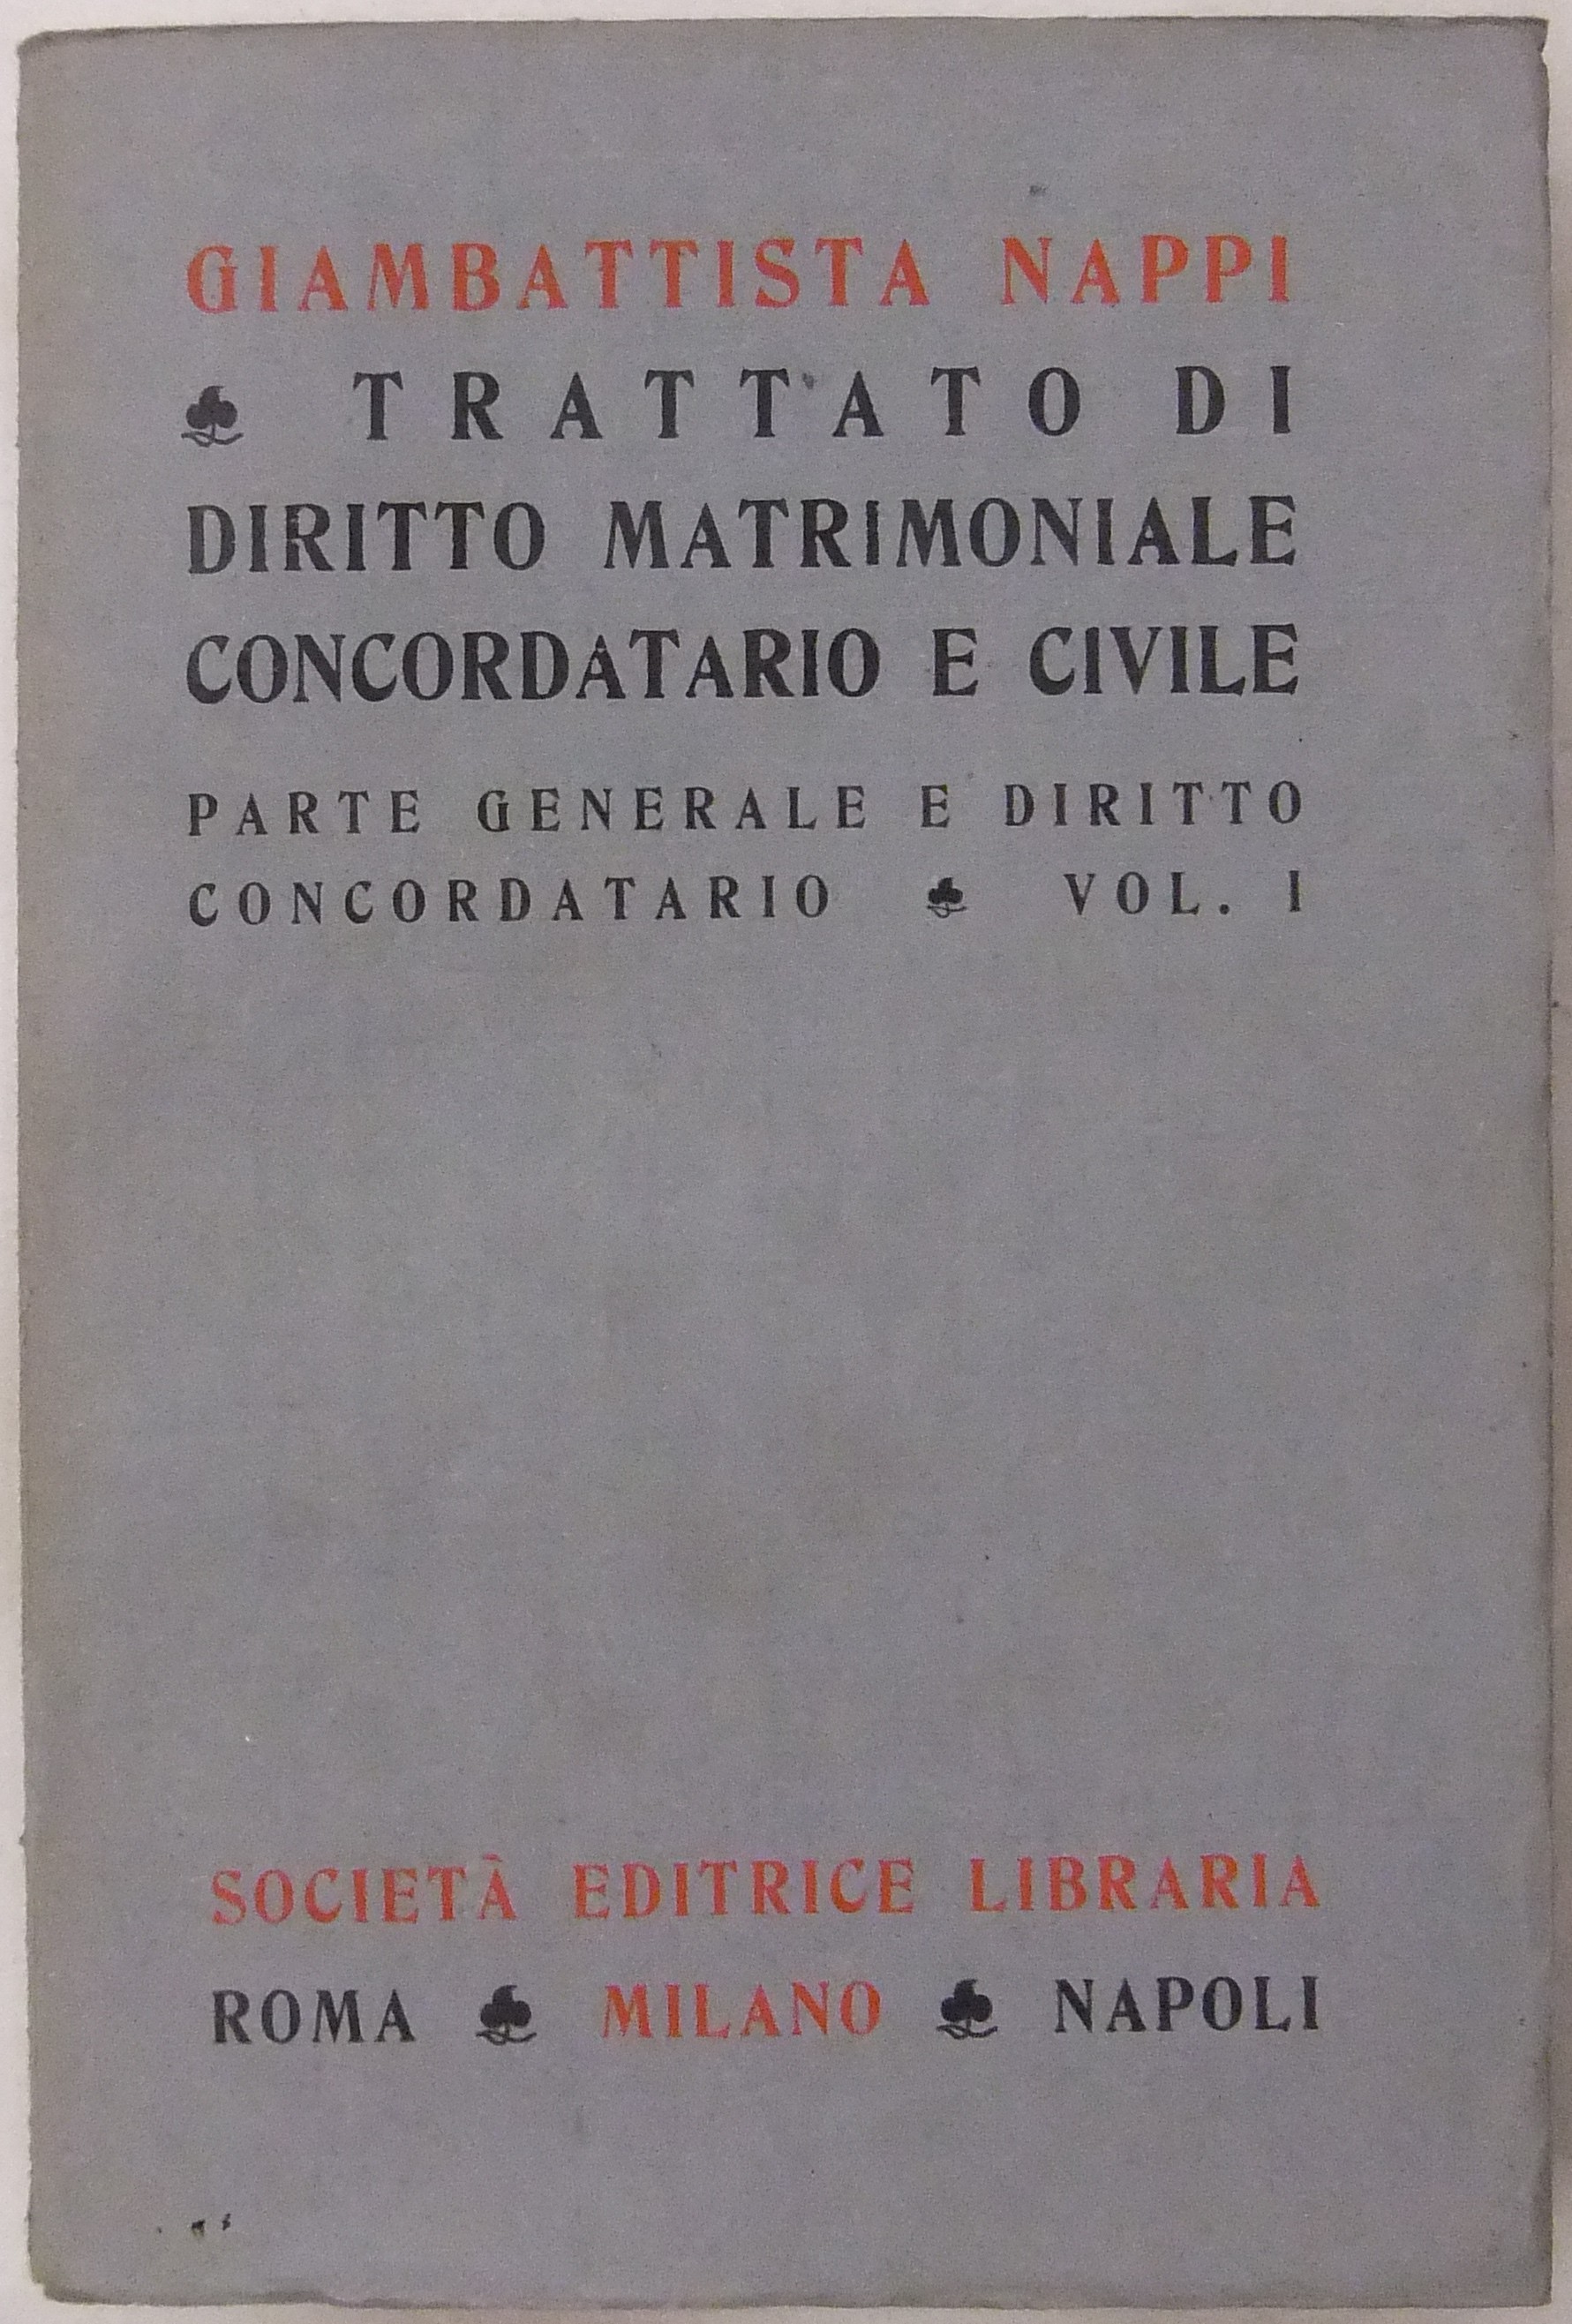 GIAMBATTISTA NAPPI
TRATTATO DI
DIRITTO MATRIMONIALE
CONCORDATARIO E CIVILE
PARTE GENERALE E DIRITTO
CONCORDATARIO VOL. I
SOCIETÀ EDITRICE LIBRARIA
ROMA MILANO NAPOLI